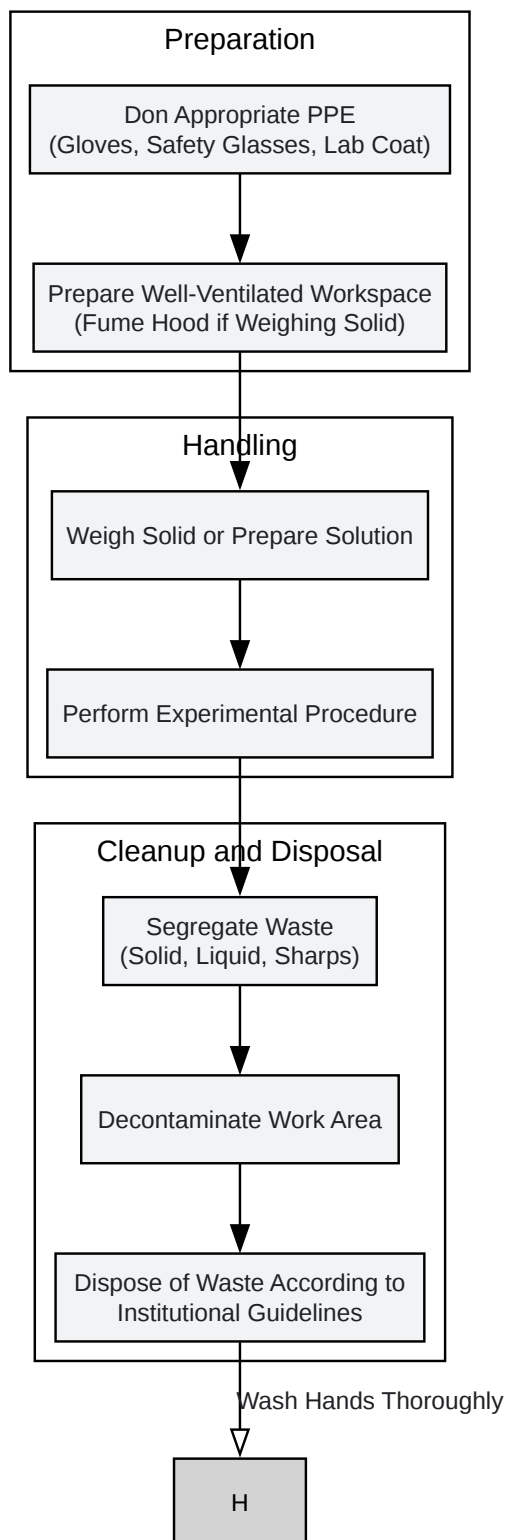 Preparation
Don Appropriate PPE
(Gloves, Safety Glasses, Lab Coat)
Prepare Well-Ventilated Workspace
(Fume Hood if Weighing Solid)
Handling
Weigh Solid or Prepare Solution
Perform Experimental Procedure
Cleanup and Disposal
Segregate Waste
(Solid, Liquid, Sharps)
Decontaminate Work Area
Dispose of Waste According to
Institutional Guidelines
Wash Hands Thoroughly
H